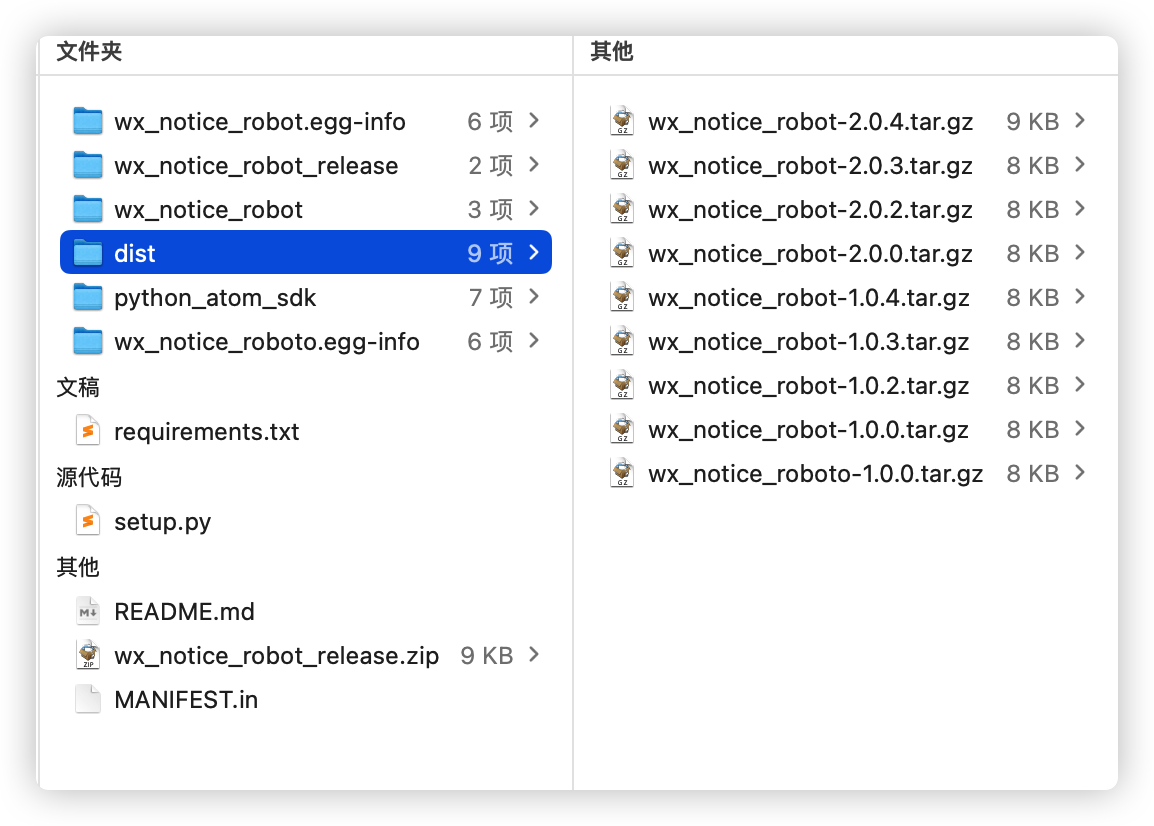 文件夹
wx_notice_robot.egg-info 6 项
wx_notice_robot_release 2 项
wx_notice_robot 3 项
dist 9 项
python_atom_sdk 7 项
wx_notice_roboto.egg-info 6 项
文稿
requirements.txt
源代码
setup.py
其他
README.md
wx_notice_robot_release.zip 9 KB
MANIFEST.in
其他
wx_notice_robot-2.0.4.tar.gz 9 KB
wx_notice_robot-2.0.3.tar.gz 8 KB
wx_notice_robot-2.0.2.tar.gz 8 KB
wx_notice_robot-2.0.0.tar.gz 8 KB
wx_notice_robot-1.0.4.tar.gz 8 KB
wx_notice_robot-1.0.3.tar.gz 8 KB
wx_notice_robot-1.0.2.tar.gz 8 KB
wx_notice_robot-1.0.0.tar.gz 8 KB
wx_notice_roboto-1.0.0.tar.gz 8 KB